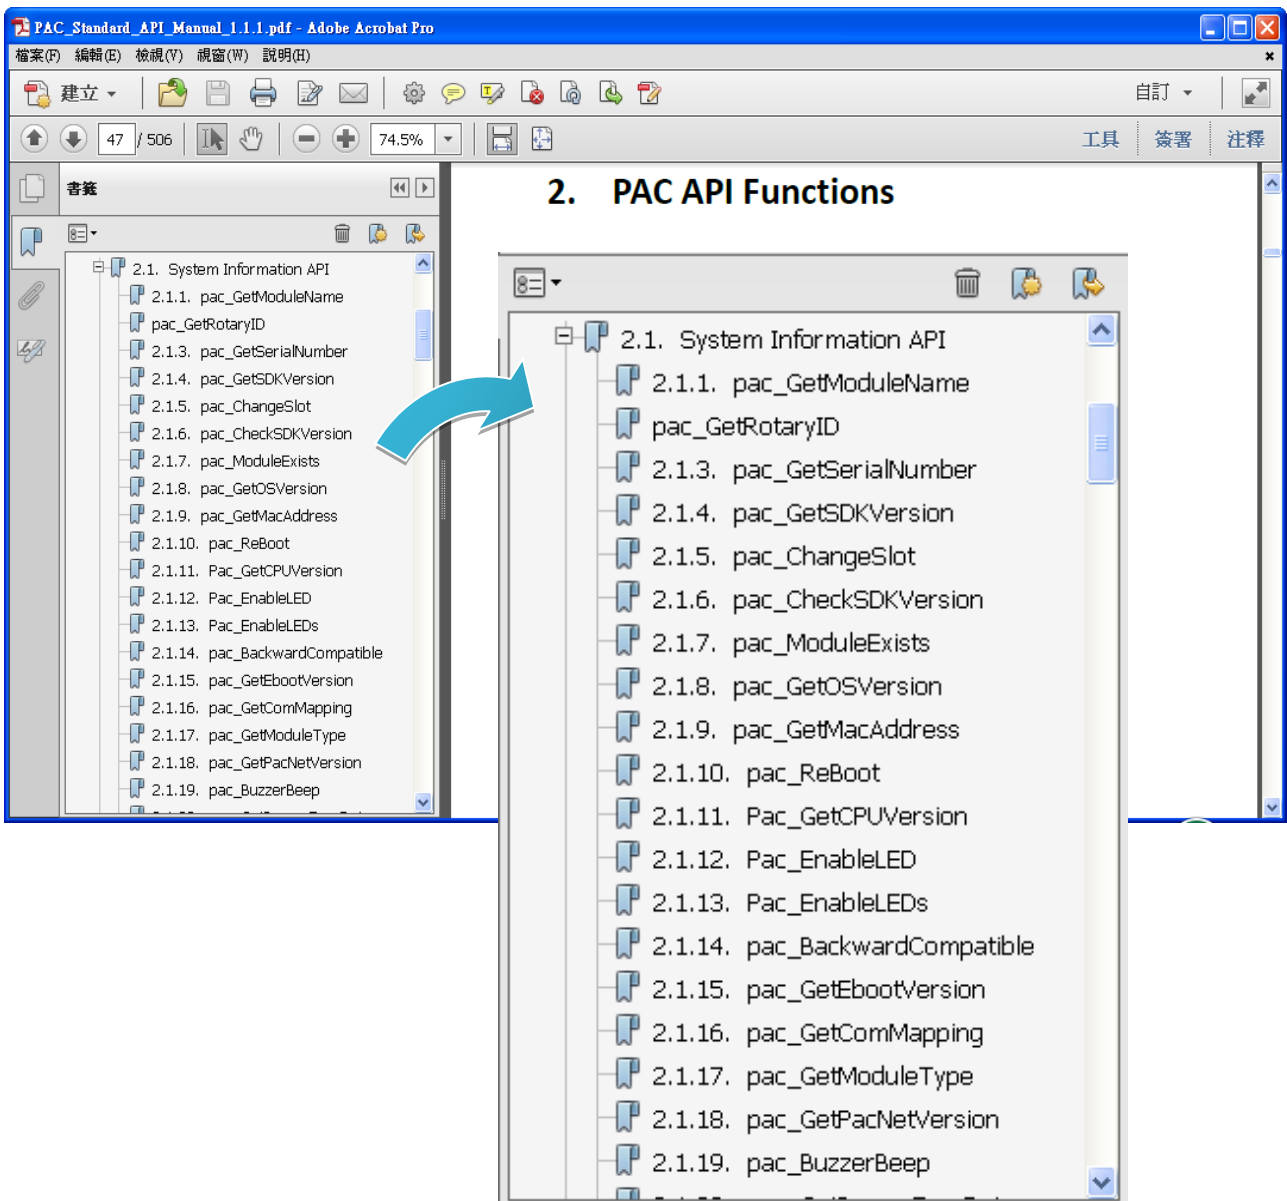 PAC_Standard_API_Manual_1.1.1.pdf - Adobe Acrobat Pro
檔案(F) 編輯(E) 檢視(V) 視窗(W) 說明(H)
建立 自訂
47 / 506 74.5% 工具 簽署 注釋
書籤
2.1. System Information API
2.1.1. pac_GetModuleName
pac_GetRotaryID
2.1.3. pac_GetSerialNumber
2.1.4. pac_GetSDKVersion
2.1.5. pac_ChangeSlot
2.1.6. pac_CheckSDKVersion
2.1.7. pac_ModuleExists
2.1.8. pac_GetOSVersion
2.1.9. pac_GetMacAddress
2.1.10. pac_ReBoot
2.1.11. Pac_GetCPUVersion
2.1.12. Pac_EnableLED
2.1.13. Pac_EnableLEDs
2.1.14. pac_BackwardCompatible
2.1.15. pac_GetEbootVersion
2.1.16. pac_GetComMapping
2.1.17. pac_GetModuleType
2.1.18. pac_GetPacNetVersion
2.1.19. pac_BuzzerBeep
2. PAC API Functions
2.1. System Information API
2.1.1. pac_GetModuleName
pac_GetRotaryID
2.1.3. pac_GetSerialNumber
2.1.4. pac_GetSDKVersion
2.1.5. pac_ChangeSlot
2.1.6. pac_CheckSDKVersion
2.1.7. pac_ModuleExists
2.1.8. pac_GetOSVersion
2.1.9. pac_GetMacAddress
2.1.10. pac_ReBoot
2.1.11. Pac_GetCPUVersion
2.1.12. Pac_EnableLED
2.1.13. Pac_EnableLEDs
2.1.14. pac_BackwardCompatible
2.1.15. pac_GetEbootVersion
2.1.16. pac_GetComMapping
2.1.17. pac_GetModuleType
2.1.18. pac_GetPacNetVersion
2.1.19. pac_BuzzerBeep